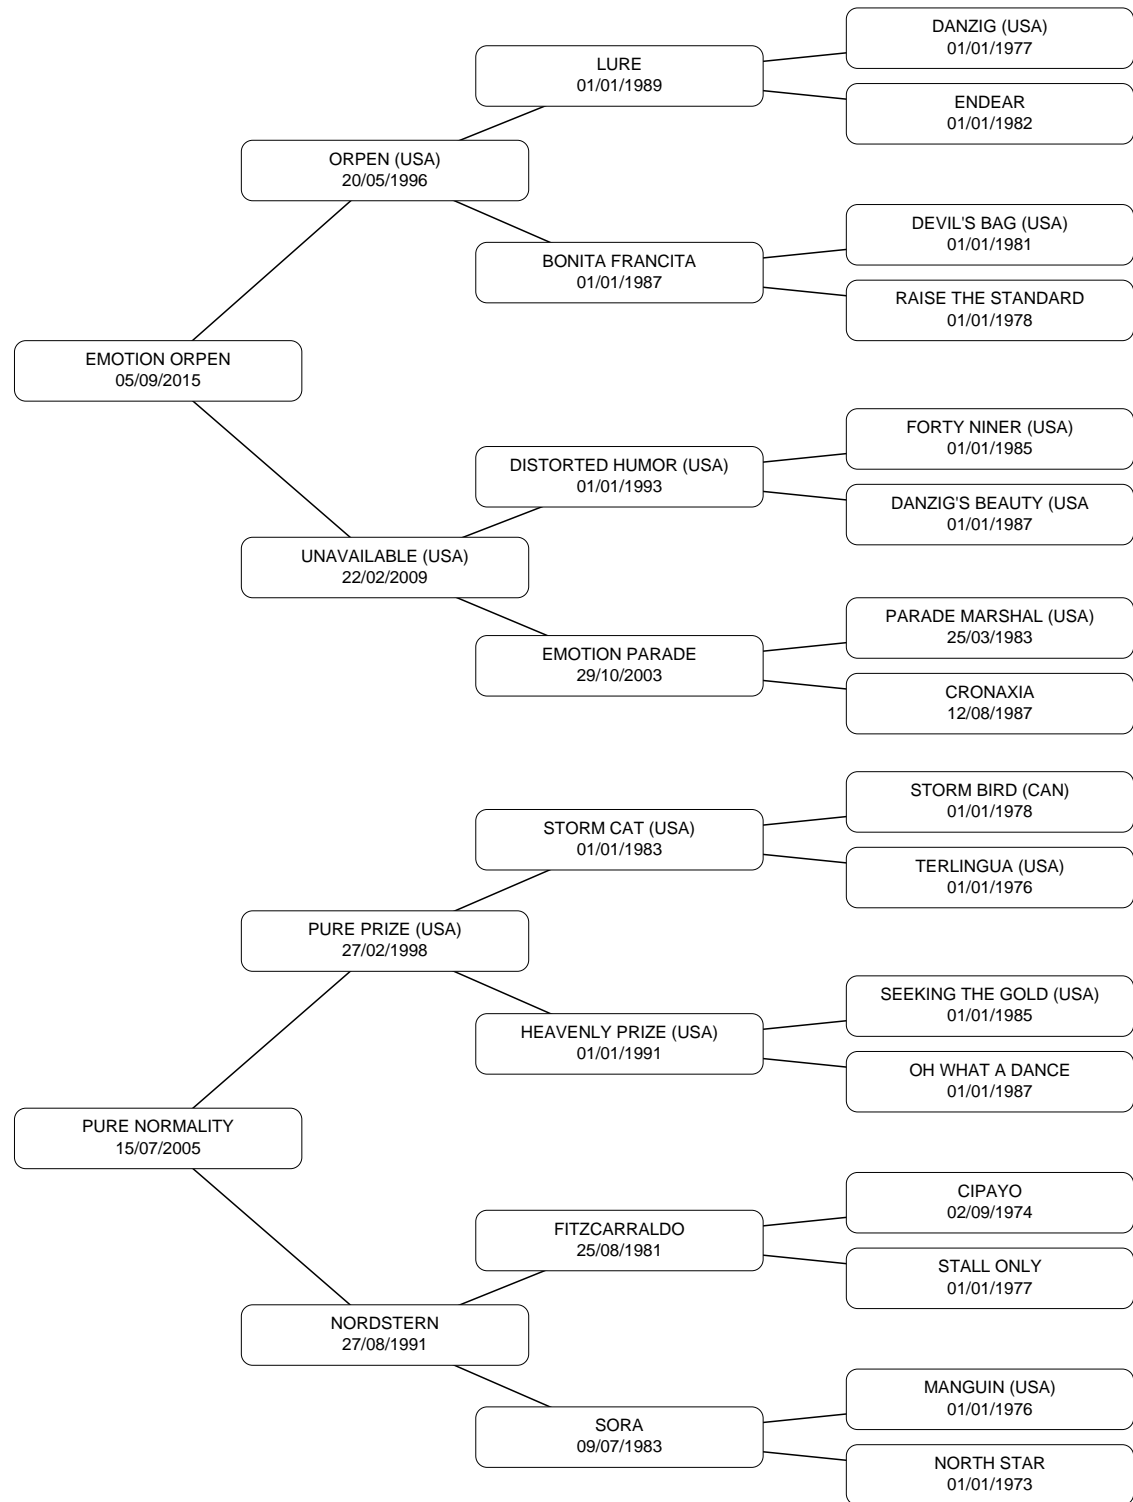 DANZIG (USA)
01/01/1977
LURE
01/01/1989
ENDEAR
01/01/1982
ORPEN (USA)
20/05/1996
DEVIL'S BAG (USA)
01/01/1981
BONITA FRANCITA
01/01/1987
RAISE THE STANDARD
01/01/1978
EMOTION ORPEN
05/09/2015
FORTY NINER (USA)
01/01/1985
DISTORTED HUMOR (USA)
01/01/1993
DANZIG'S BEAUTY (USA
01/01/1987
UNAVAILABLE (USA)
22/02/2009
PARADE MARSHAL (USA)
25/03/1983
EMOTION PARADE
29/10/2003
CRONAXIA
12/08/1987
STORM BIRD (CAN)
01/01/1978
STORM CAT (USA)
01/01/1983
TERLINGUA (USA)
01/01/1976
PURE PRIZE (USA)
27/02/1998
SEEKING THE GOLD (USA)
01/01/1985
HEAVENLY PRIZE (USA)
01/01/1991
OH WHAT A DANCE
01/01/1987
PURE NORMALITY
15/07/2005
CIPAYO
02/09/1974
FITZCARRALDO
25/08/1981
STALL ONLY
01/01/1977
NORDSTERN
27/08/1991
MANGUIN (USA)
01/01/1976
SORA
09/07/1983
NORTH STAR
01/01/1973